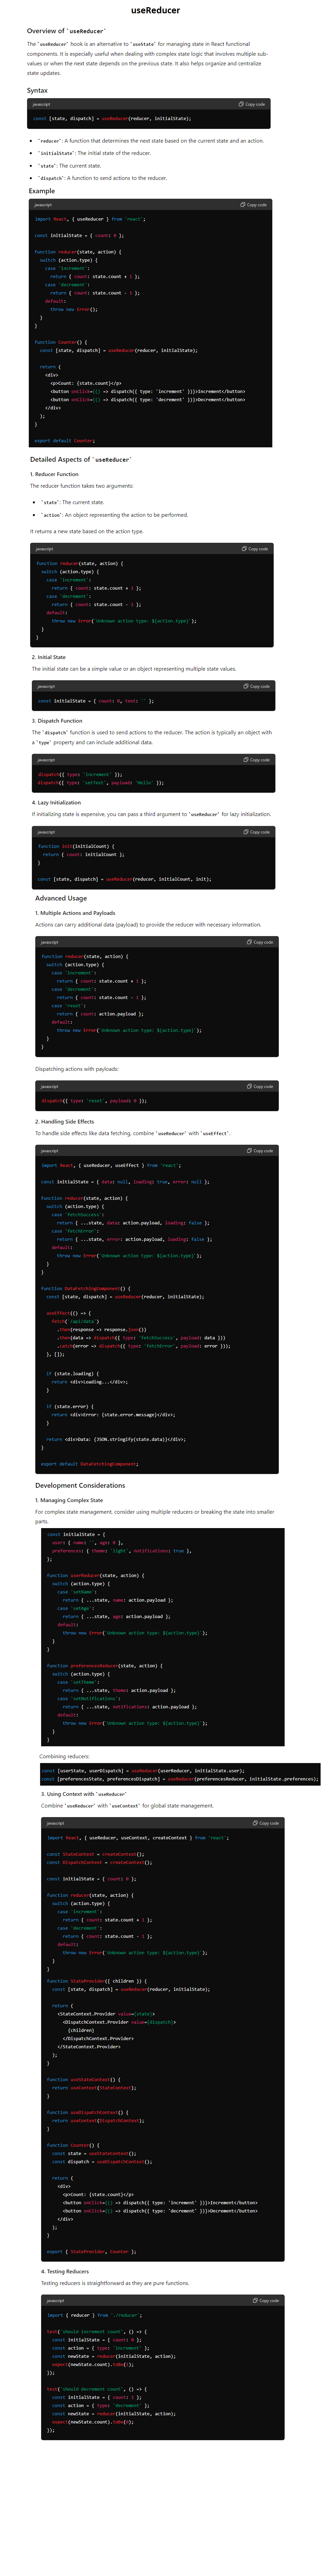 useReducer
Overview of `useReducer`
The `useReducer` hook is an alternative to `useState` for managing state in React functional
components. It is especially useful when dealing with complex state logic that involves multiple sub-
values or when the next state depends on the previous state. It also helps organize and centralize
state updates.
Syntax
javascript Copy code
const [state, dispatch] = useReducer(reducer, initialState);
• `reducer`: A function that determines the next state based on the current state and an action.
• `initialState`: The initial state of the reducer.
• `state`: The current state.
• `dispatch`: A function to send actions to the reducer.
Example
javascript Copy code
import React, { useReducer } from 'react';
const initialState = { count: 0 };
function reducer(state, action) {
switch (action.type) {
case 'increment':
return { count: state.count + 1 };
case 'decrement':
return { count: state.count - 1 };
default:
throw new Error();
}
}
function Counter() {
const [state, dispatch] = useReducer(reducer, initialState);
return (
<div>
<p>Count: {state.count}</p>
<button onClick={() => dispatch({ type: 'increment' })}>Increment</button>
<button onClick={() => dispatch({ type: 'decrement' })}>Decrement</button>
</div>
);
}
export default Counter;
Detailed Aspects of `useReducer`
1. Reducer Function
The reducer function takes two arguments:
• `state`: The current state.
• `action`: An object representing the action to be performed.
It returns a new state based on the action type.
javascript Copy code
function reducer(state, action) {
switch (action.type) {
case 'increment':
return { count: state.count + 1 };
case 'decrement':
return { count: state.count - 1 };
default:
throw new Error(`Unknown action type: ${action.type}`);
}
}
2. Initial State
The initial state can be a simple value or an object representing multiple state values.
javascript Copy code
const initialState = { count: 0, text: '' };
3. Dispatch Function
The `dispatch` function is used to send actions to the reducer. The action is typically an object with
a `type` property and can include additional data.
javascript Copy code
dispatch({ type: 'increment' });
dispatch({ type: 'setText', payload: 'Hello' });
4. Lazy Initialization
If initializing state is expensive, you can pass a third argument to `useReducer` for lazy initialization.
javascript Copy code
function init(initialCount) {
return { count: initialCount };
}
const [state, dispatch] = useReducer(reducer, initialCount, init);
Advanced Usage
1. Multiple Actions and Payloads
Actions can carry additional data (payload) to provide the reducer with necessary information.
javascript Copy code
function reducer(state, action) {
switch (action.type) {
case 'increment':
return { count: state.count + 1 };
case 'decrement':
return { count: state.count - 1 };
case 'reset':
return { count: action.payload };
default:
throw new Error(`Unknown action type: ${action.type}`);
}
}
Dispatching actions with payloads:
javascript Copy code
dispatch({ type: 'reset', payload: 0 });
2. Handling Side Effects
To handle side effects like data fetching, combine `useReducer` with `useEffect`.
javascript Copy code
import React, { useReducer, useEffect } from 'react';
const initialState = { data: null, loading: true, error: null };
function reducer(state, action) {
switch (action.type) {
case 'fetchSuccess':
return { ...state, data: action.payload, loading: false };
case 'fetchError':
return { ...state, error: action.payload, loading: false };
default:
throw new Error(`Unknown action type: ${action.type}`);
}
}
function DataFetchingComponent() {
const [state, dispatch] = useReducer(reducer, initialState);
useEffect(() => {
fetch('/api/data')
.then(response => response.json())
.then(data => dispatch({ type: 'fetchSuccess', payload: data }))
.catch(error => dispatch({ type: 'fetchError', payload: error }));
}, []);
if (state.loading) {
return <div>Loading...</div>;
}
if (state.error) {
return <div>Error: {state.error.message}</div>;
}
return <div>Data: {JSON.stringify(state.data)}</div>;
}
export default DataFetchingComponent;
Development Considerations
1. Managing Complex State
For complex state management, consider using multiple reducers or breaking the state into smaller
parts.
const initialState = {
user: { name: '', age: 0 },
preferences: { theme: 'light', notifications: true },
};
function userReducer(state, action) {
switch (action.type) {
case 'setName':
return { ...state, name: action.payload };
case 'setAge':
return { ...state, age: action.payload };
default:
throw new Error(`Unknown action type: ${action.type}`);
}
}
function preferencesReducer(state, action) {
switch (action.type) {
case 'setTheme':
return { ...state, theme: action.payload };
case 'setNotifications':
return { ...state, notifications: action.payload };
default:
throw new Error(`Unknown action type: ${action.type}`);
}
}
Combining reducers:
const [userState, userDispatch] = useReducer(userReducer, initialState.user);
const [preferencesState, preferencesDispatch] = useReducer(preferencesReducer, initialState.preferences);
3. Using Context with `useReducer`
Combine `useReducer` with `useContext` for global state management.
javascript Copy code
import React, { useReducer, useContext, createContext } from 'react';
const StateContext = createContext();
const DispatchContext = createContext();
const initialState = { count: 0 };
function reducer(state, action) {
switch (action.type) {
case 'increment':
return { count: state.count + 1 };
case 'decrement':
return { count: state.count - 1 };
default:
throw new Error(`Unknown action type: ${action.type}`);
}
}
function StateProvider({ children }) {
const [state, dispatch] = useReducer(reducer, initialState);
return (
<StateContext.Provider value={state}>
<DispatchContext.Provider value={dispatch}>
{children}
</DispatchContext.Provider>
</StateContext.Provider>
);
}
function useStateContext() {
return useContext(StateContext);
}
function useDispatchContext() {
return useContext(DispatchContext);
}
function Counter() {
const state = useStateContext();
const dispatch = useDispatchContext();
return (
<div>
<p>Count: {state.count}</p>
<button onClick={() => dispatch({ type: 'increment' })}>Increment</button>
<button onClick={() => dispatch({ type: 'decrement' })}>Decrement</button>
</div>
);
}
export { StateProvider, Counter };
4. Testing Reducers
Testing reducers is straightforward as they are pure functions.
javascript Copy code
import { reducer } from './reducer';
test('should increment count', () => {
const initialState = { count: 0 };
const action = { type: 'increment' };
const newState = reducer(initialState, action);
expect(newState.count).toBe(1);
});
test('should decrement count', () => {
const initialState = { count: 1 };
const action = { type: 'decrement' };
const newState = reducer(initialState, action);
expect(newState.count).toBe(0);
});